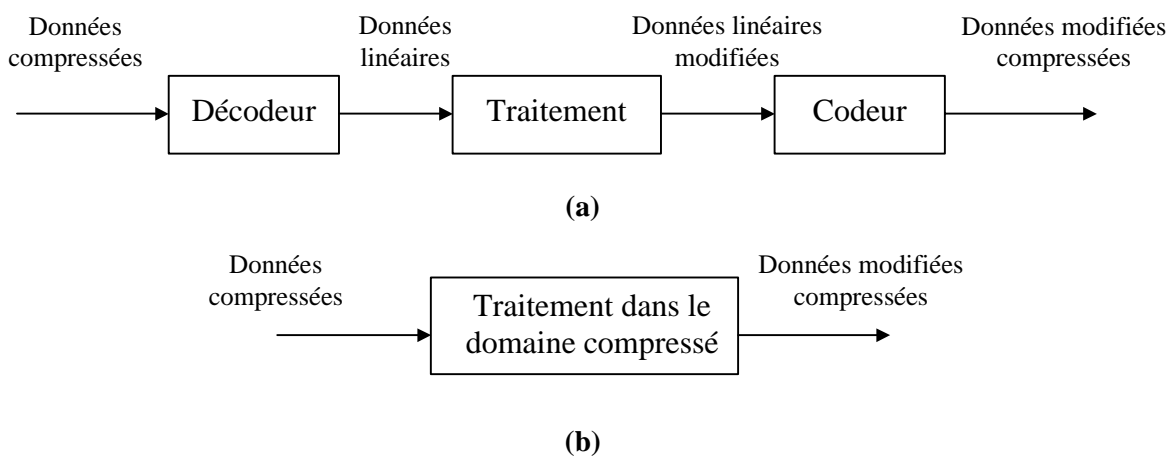 Données
compressées
Données
linéaires
Données linéaires
modifiées
Données modifiées
compressées
Décodeur
Traitement
Codeur
(a)
Données
compressées
Données modifiées
compressées
Traitement dans le
domaine compressé
(b)